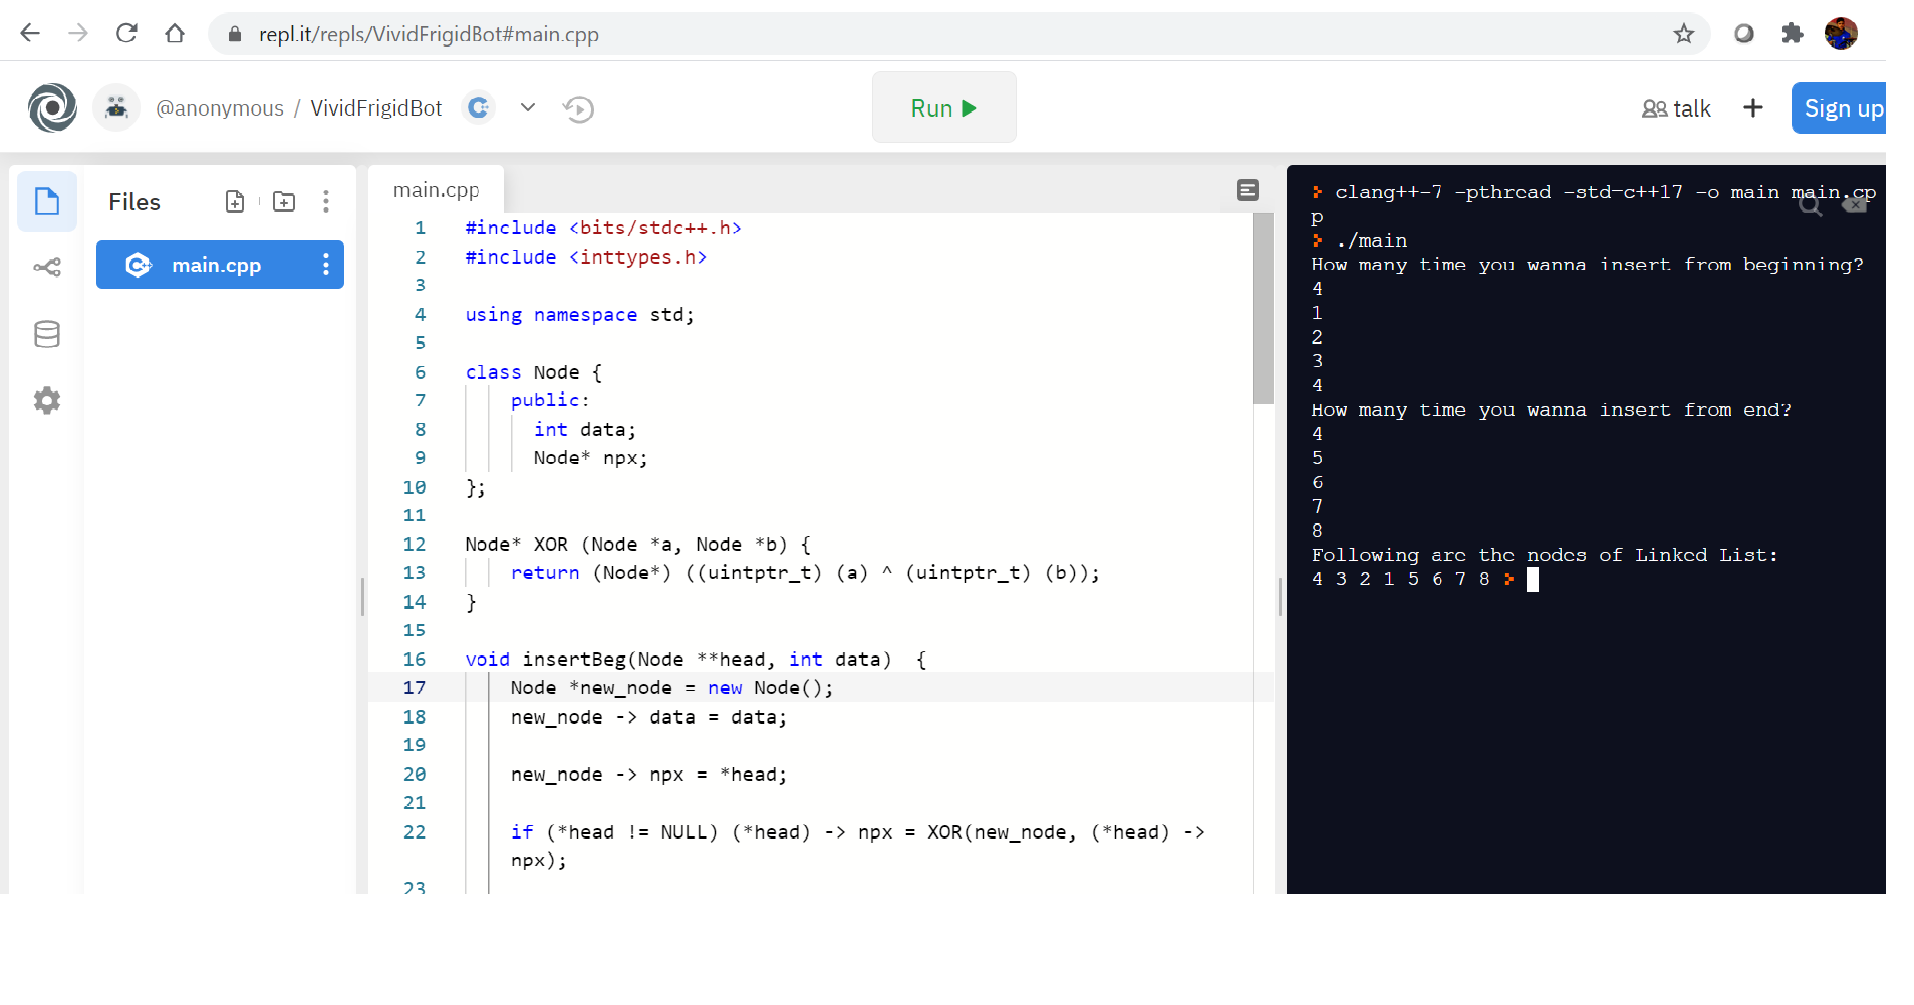 repl.it/repls/VividFrigidBot#main.cpp
@anonymous / VividFrigidBot
Run
talk
Sign up
Files
main.cpp
main.cpp
1 #include <bits/stdc++.h>
2 #include <inttypes.h>
3
4 using namespace std;
5
6 class Node {
7 public:
8 int data;
9 Node* npx;
10 };
11
12 Node* XOR (Node *a, Node *b) {
13 return (Node*) ((uintptr_t) (a) ^ (uintptr_t) (b));
14 }
15
16 void insertBeg(Node **head, int data)  {
17 Node *new_node = new Node();
18 new_node -> data = data;
19
20 new_node -> npx = *head;
21
22 if (*head != NULL) (*head) -> npx = XOR(new_node, (*head) ->
npx);
23
clang++-7 -pthread -std=c++17 -o main main.cp
p
./main
How many time you wanna insert from beginning?
4
1
2
3
4
How many time you wanna insert from end?
4
5
6
7
8
Following are the nodes of Linked List:
4 3 2 1 5 6 7 8